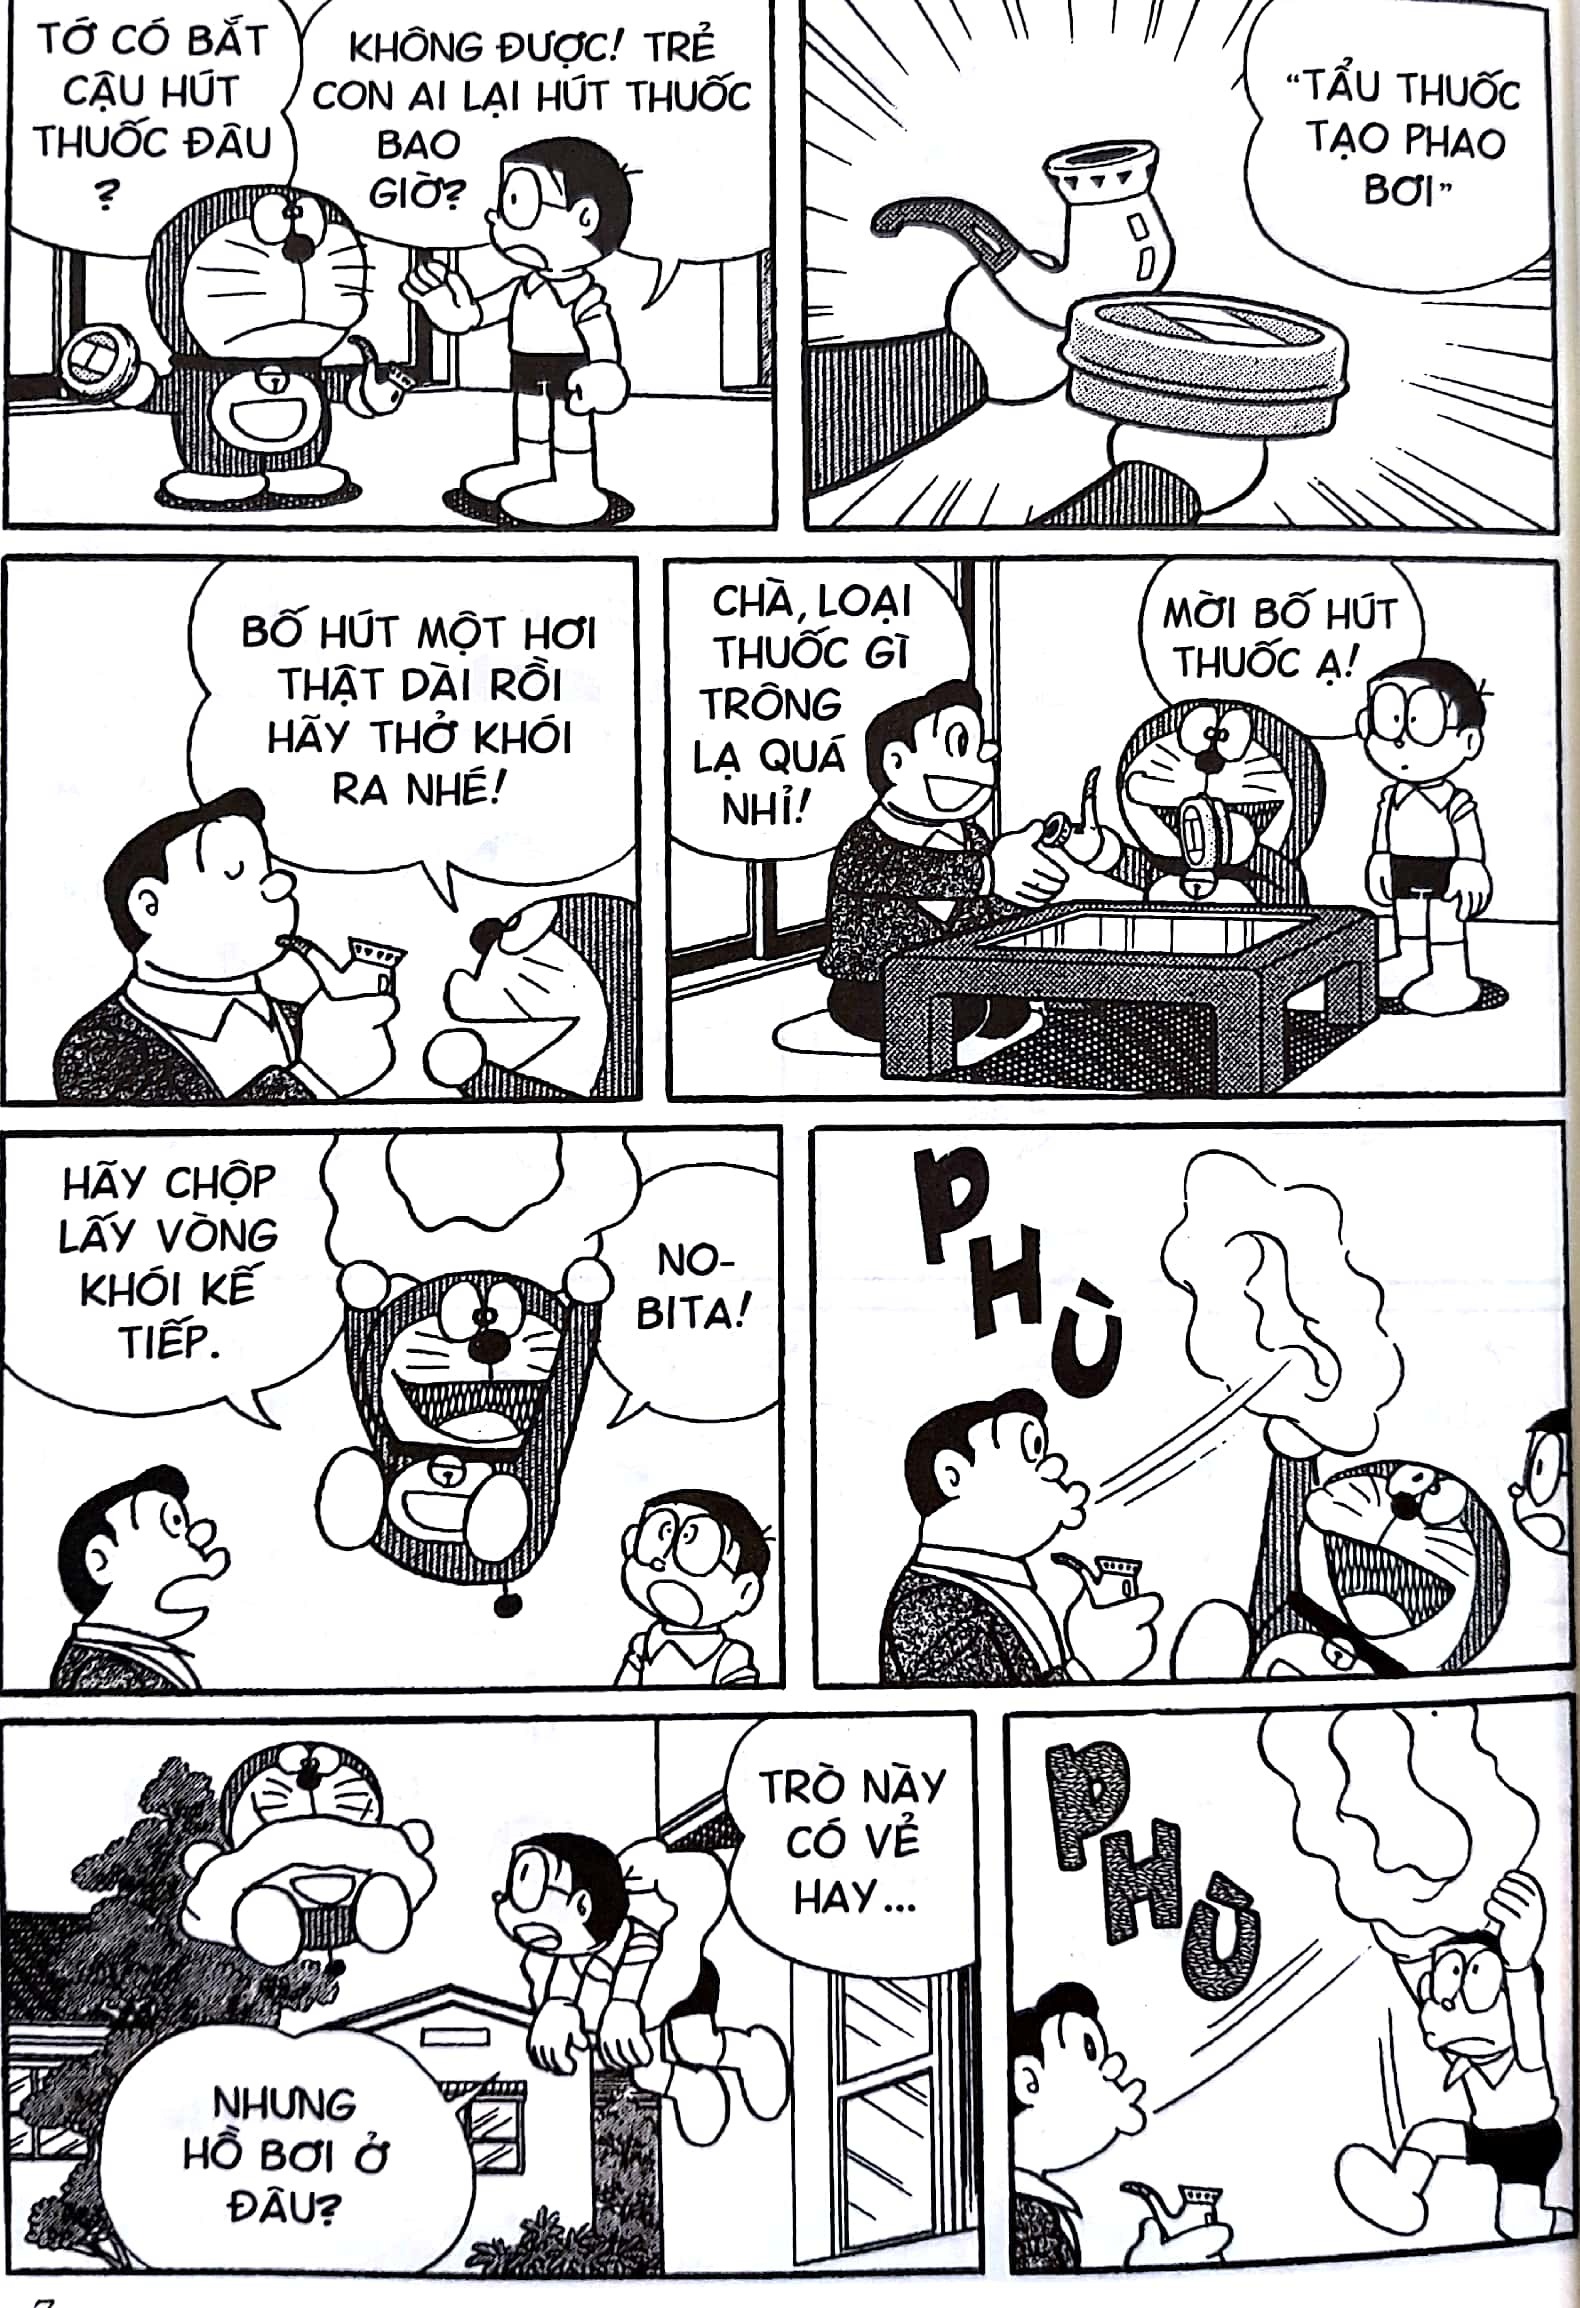 “TẨU THUỐC
TẠO PHAO
BƠI”
KHÔNG ĐƯỢC! TRẺ
CON AI LẠI HÚT THUỐC
BAO
GIỜ?
TỚ CÓ BẮT
CẬU HÚT
THUỐC ĐÂU
?
MỜI BỐ HÚT
THUỐC Ạ!
CHÀ, LOẠI
THUỐC GÌ
TRÔNG
LẠ QUÁ
NHỈ!
BỐ HÚT MỘT HƠI
THẬT DÀI RỒI
HÃY THỞ KHÓI
RA NHÉ!
PHÙ
NO-
BITA!
HÃY CHỘP
LẤY VÒNG
KHÓI KẾ
TIẾP.
PHÙ
TRÒ NÀY
CÓ VẺ
HAY...
NHƯNG
HỒ BƠI Ở
ĐÂU?